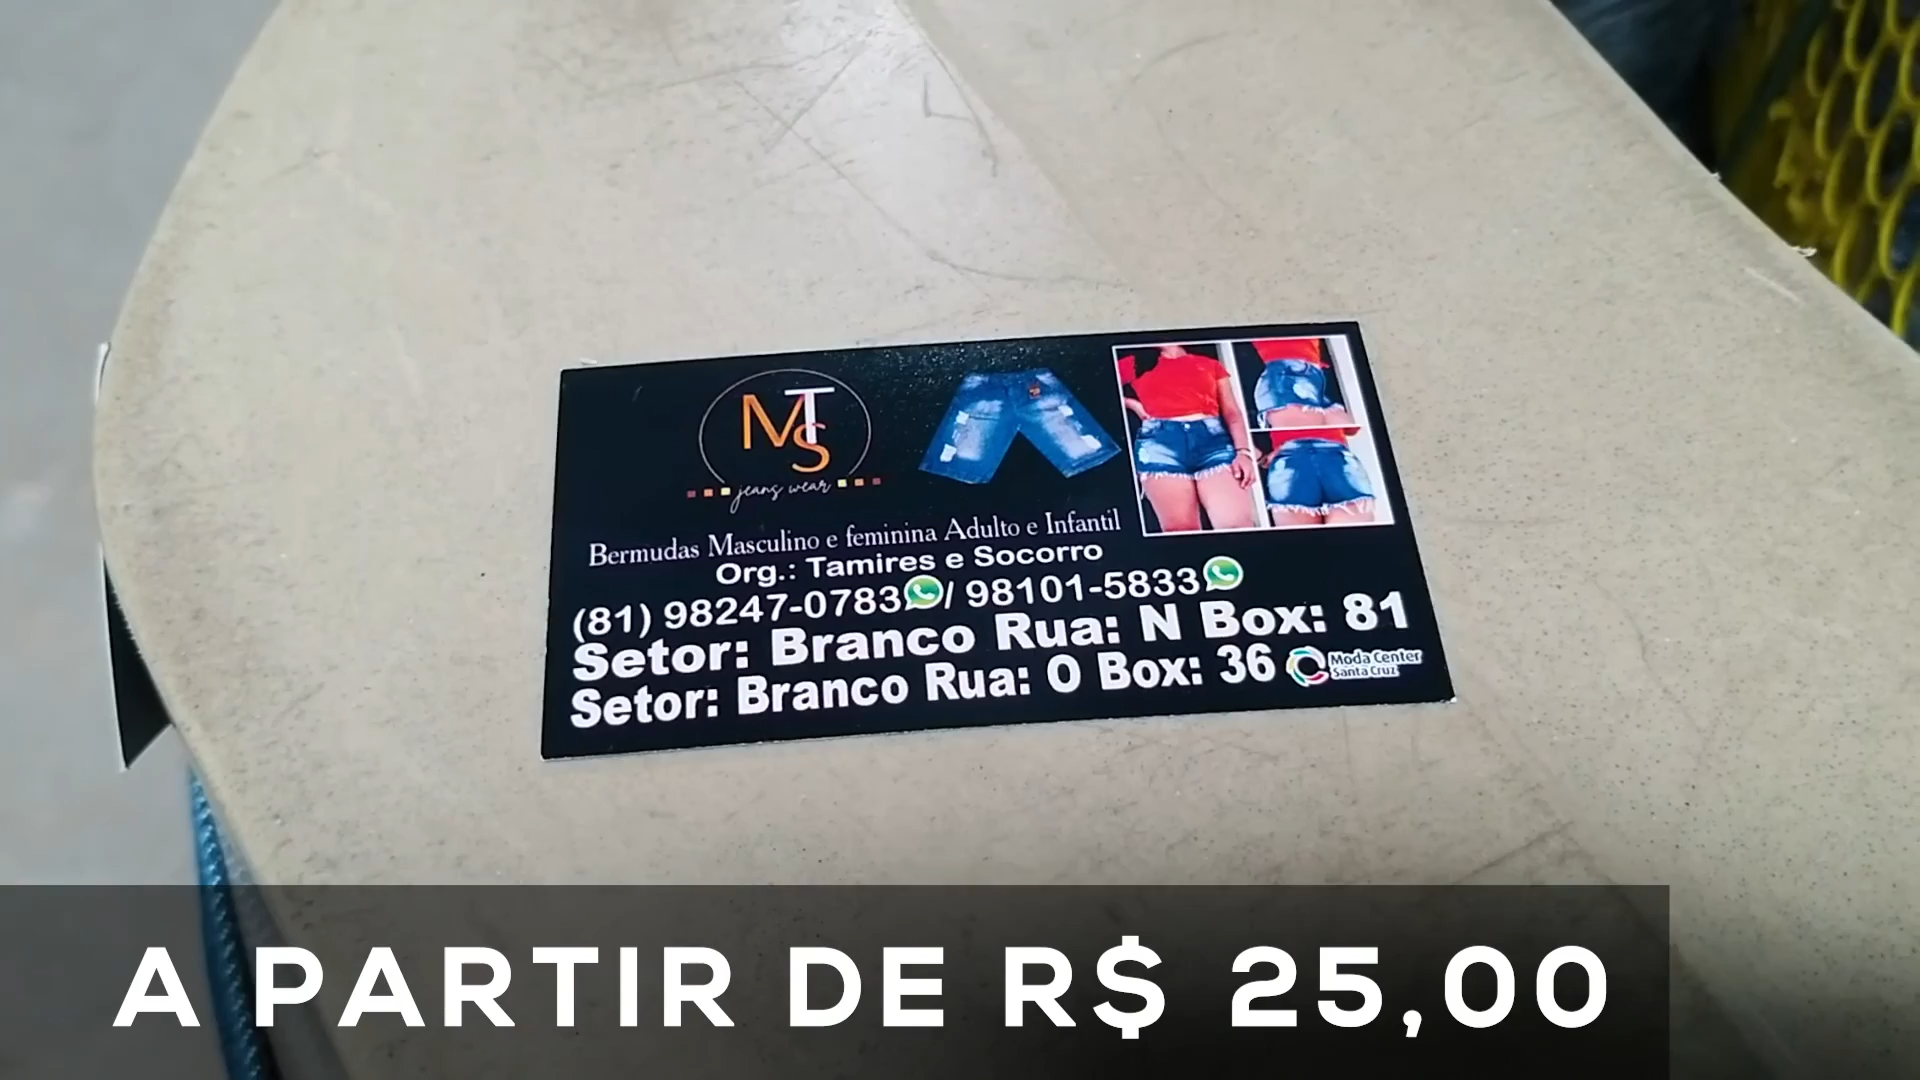 MTS
jeans wear
Bermudas Masculino e feminina Adulto e Infantil
Org.: Tamires e Socorro
(81) 98247-0783 / 98101-5833
Setor: Branco Rua: N Box: 81
Setor: Branco Rua: O Box: 36
Moda Center
Santa Cruz
A PARTIR DE R$ 25,00